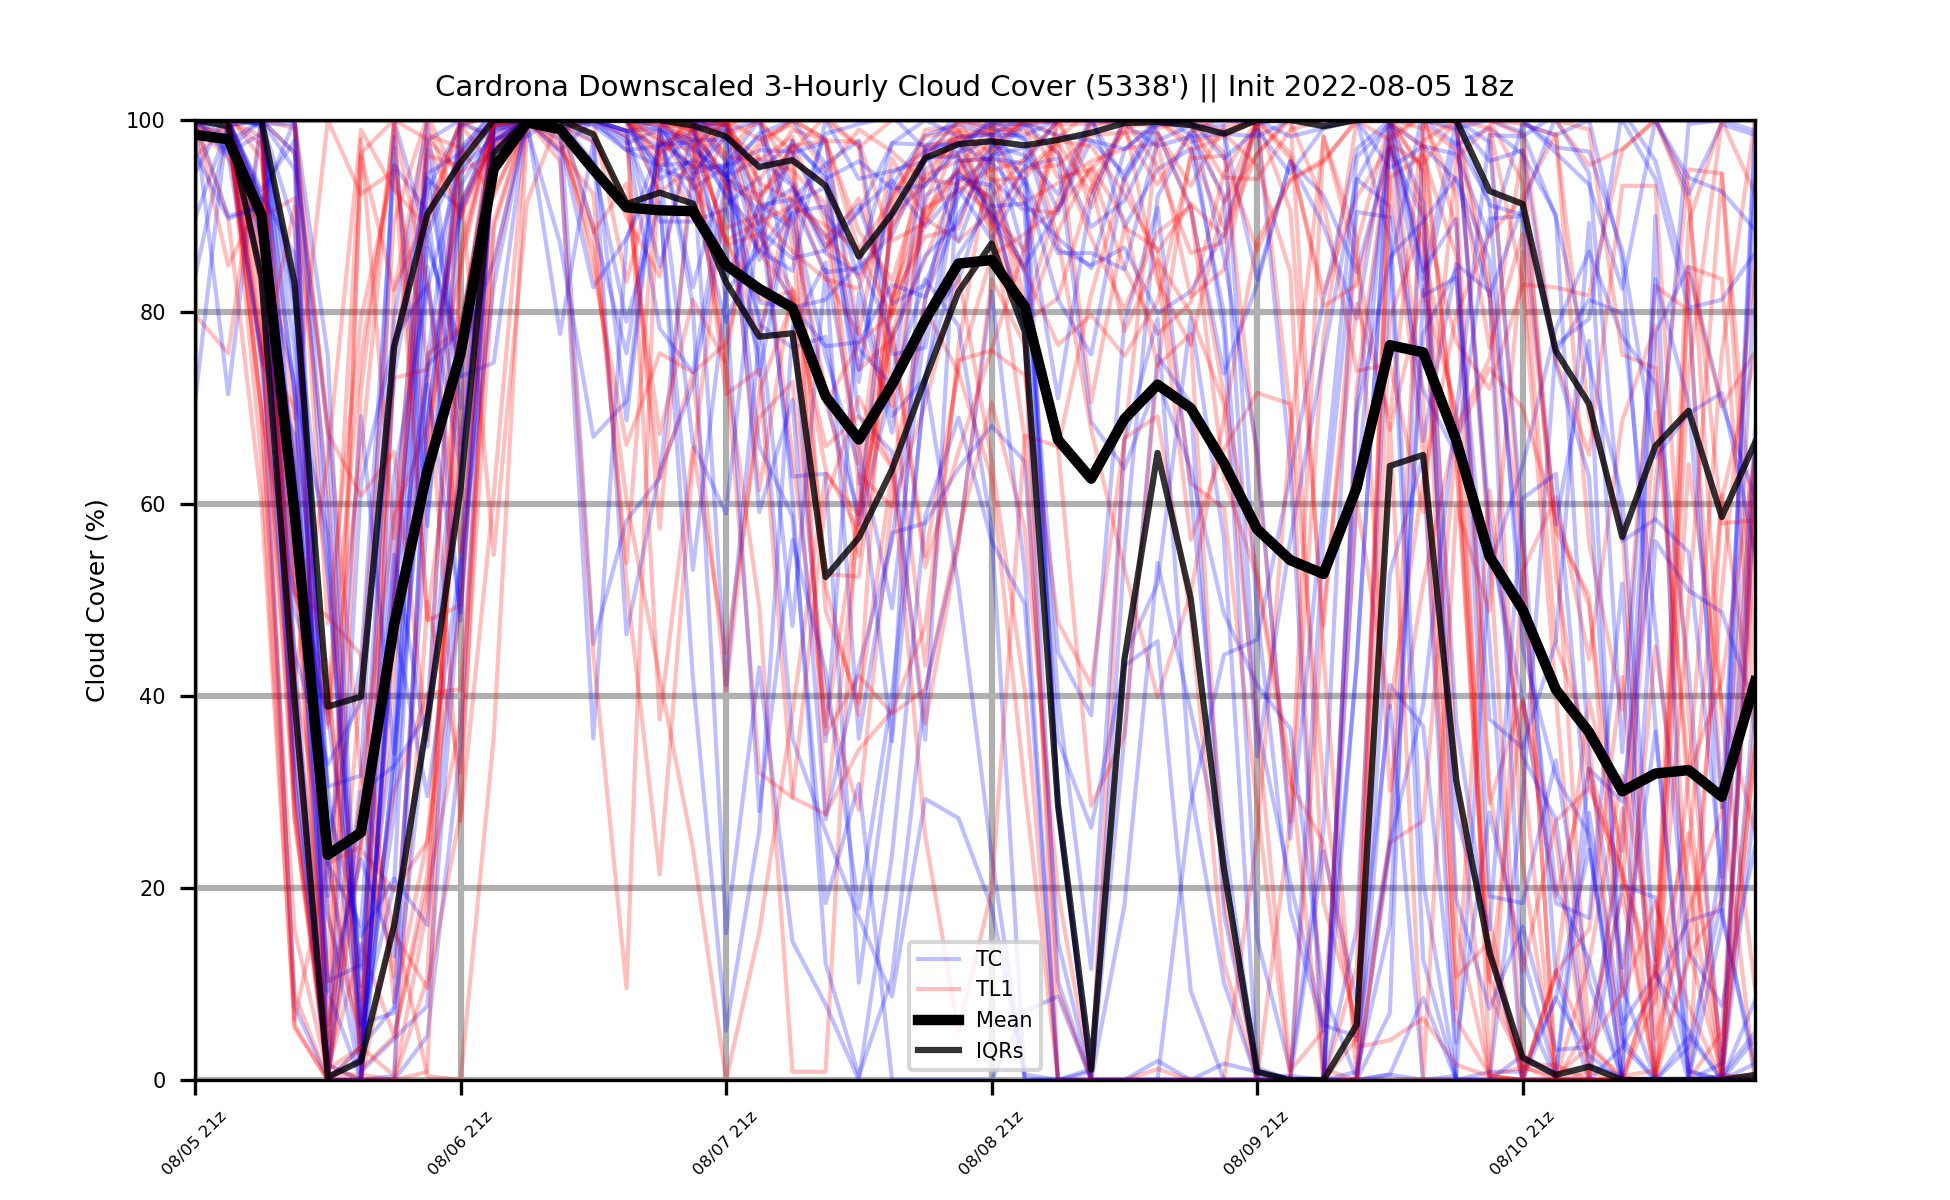 Cardrona Downscaled 3-Hourly Cloud Cover (5338') || Init 2022-08-05 18z
Cloud Cover (%)
100
80
60
40
20
0
TC
TL1
Mean
IQRs
08/05 21z
08/06 21z
08/07 21z
08/08 21z
08/09 21z
08/10 21z